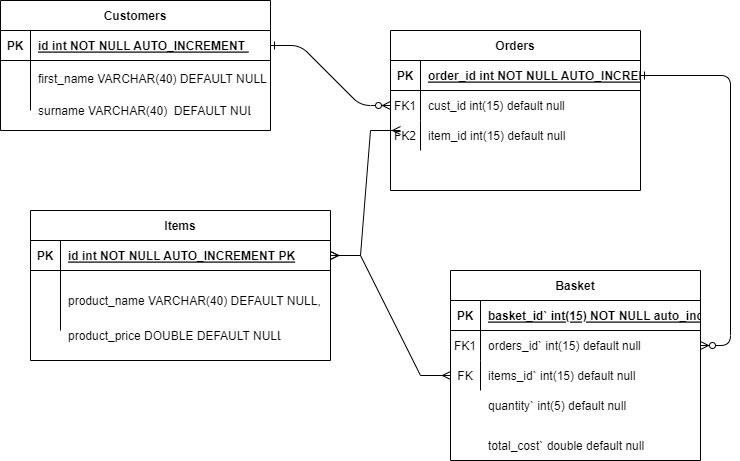 Customers
PK id int NOT NULL AUTO_INCREMENT
first_name VARCHAR(40) DEFAULT NULL
surname VARCHAR(40) DEFAULT NUL
Orders
PK order_id int NOT NULL AUTO_INCRE
FK1 cust_id int(15) default null
FK2 item_id int(15) default null
Items
PK id int NOT NULL AUTO_INCREMENT PK
product_name VARCHAR(40) DEFAULT NULL,
product_price DOUBLE DEFAULT NULL
Basket
PK basket_id` int(15) NOT NULL auto_inc
FK1 orders_id` int(15) default null
FK items_id` int(15) default null
quantity` int(5) default null
total_cost` double default null